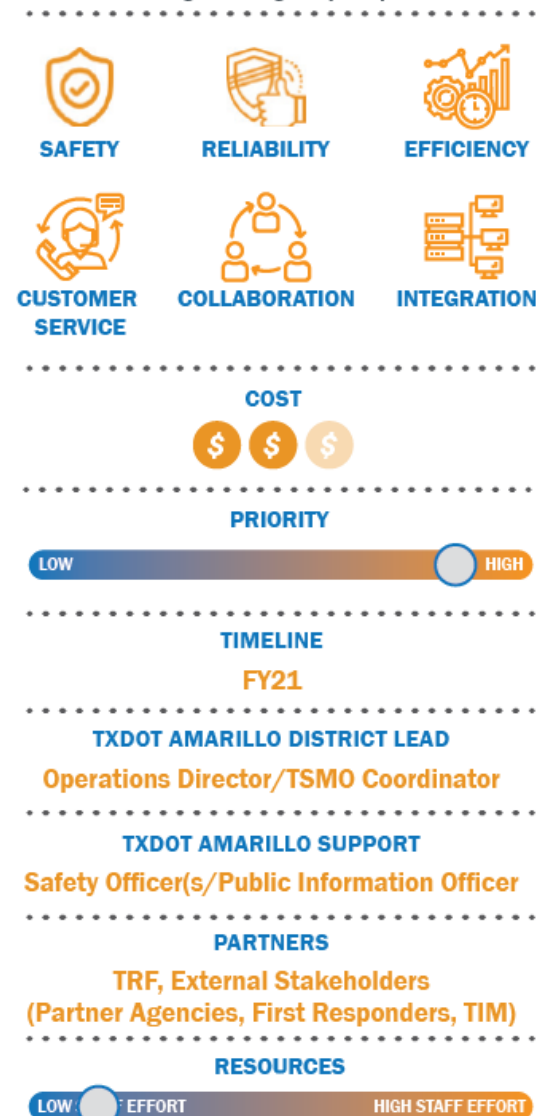 SAFETY
RELIABILITY
EFFICIENCY
CUSTOMER
SERVICE
COLLABORATION
INTEGRATION
COST
$ $ $
PRIORITY
LOW
HIGH
TIMELINE
FY21
TXDOT AMARILLO DISTRICT LEAD
Operations Director/TSMO Coordinator
TXDOT AMARILLO SUPPORT
Safety Officer(s/Public Information Officer
PARTNERS
TRF, External Stakeholders
(Partner Agencies, First Responders, TIM)
RESOURCES
LOW EFFORT
HIGH STAFF EFFORT